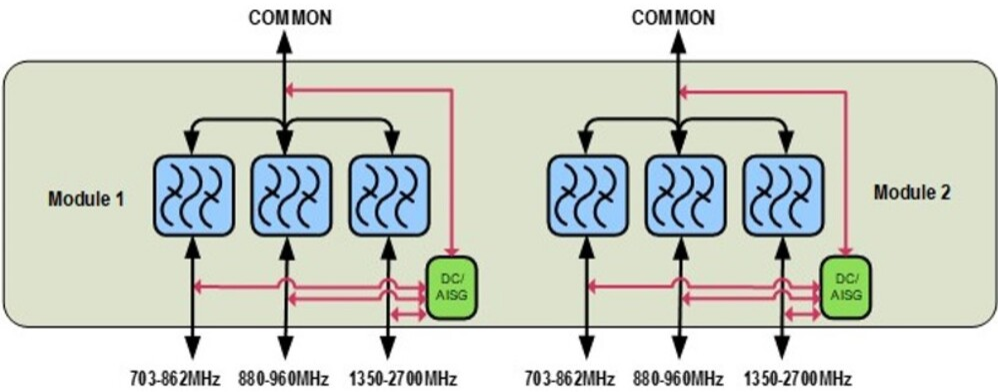 COMMON
COMMON
Module 1
Module 2
DC/
AISG
DC/
AISG
703-862MHz
880-960MHz
1350-2700MHz
703-862MHz
880-960MHz
1350-2700MHz